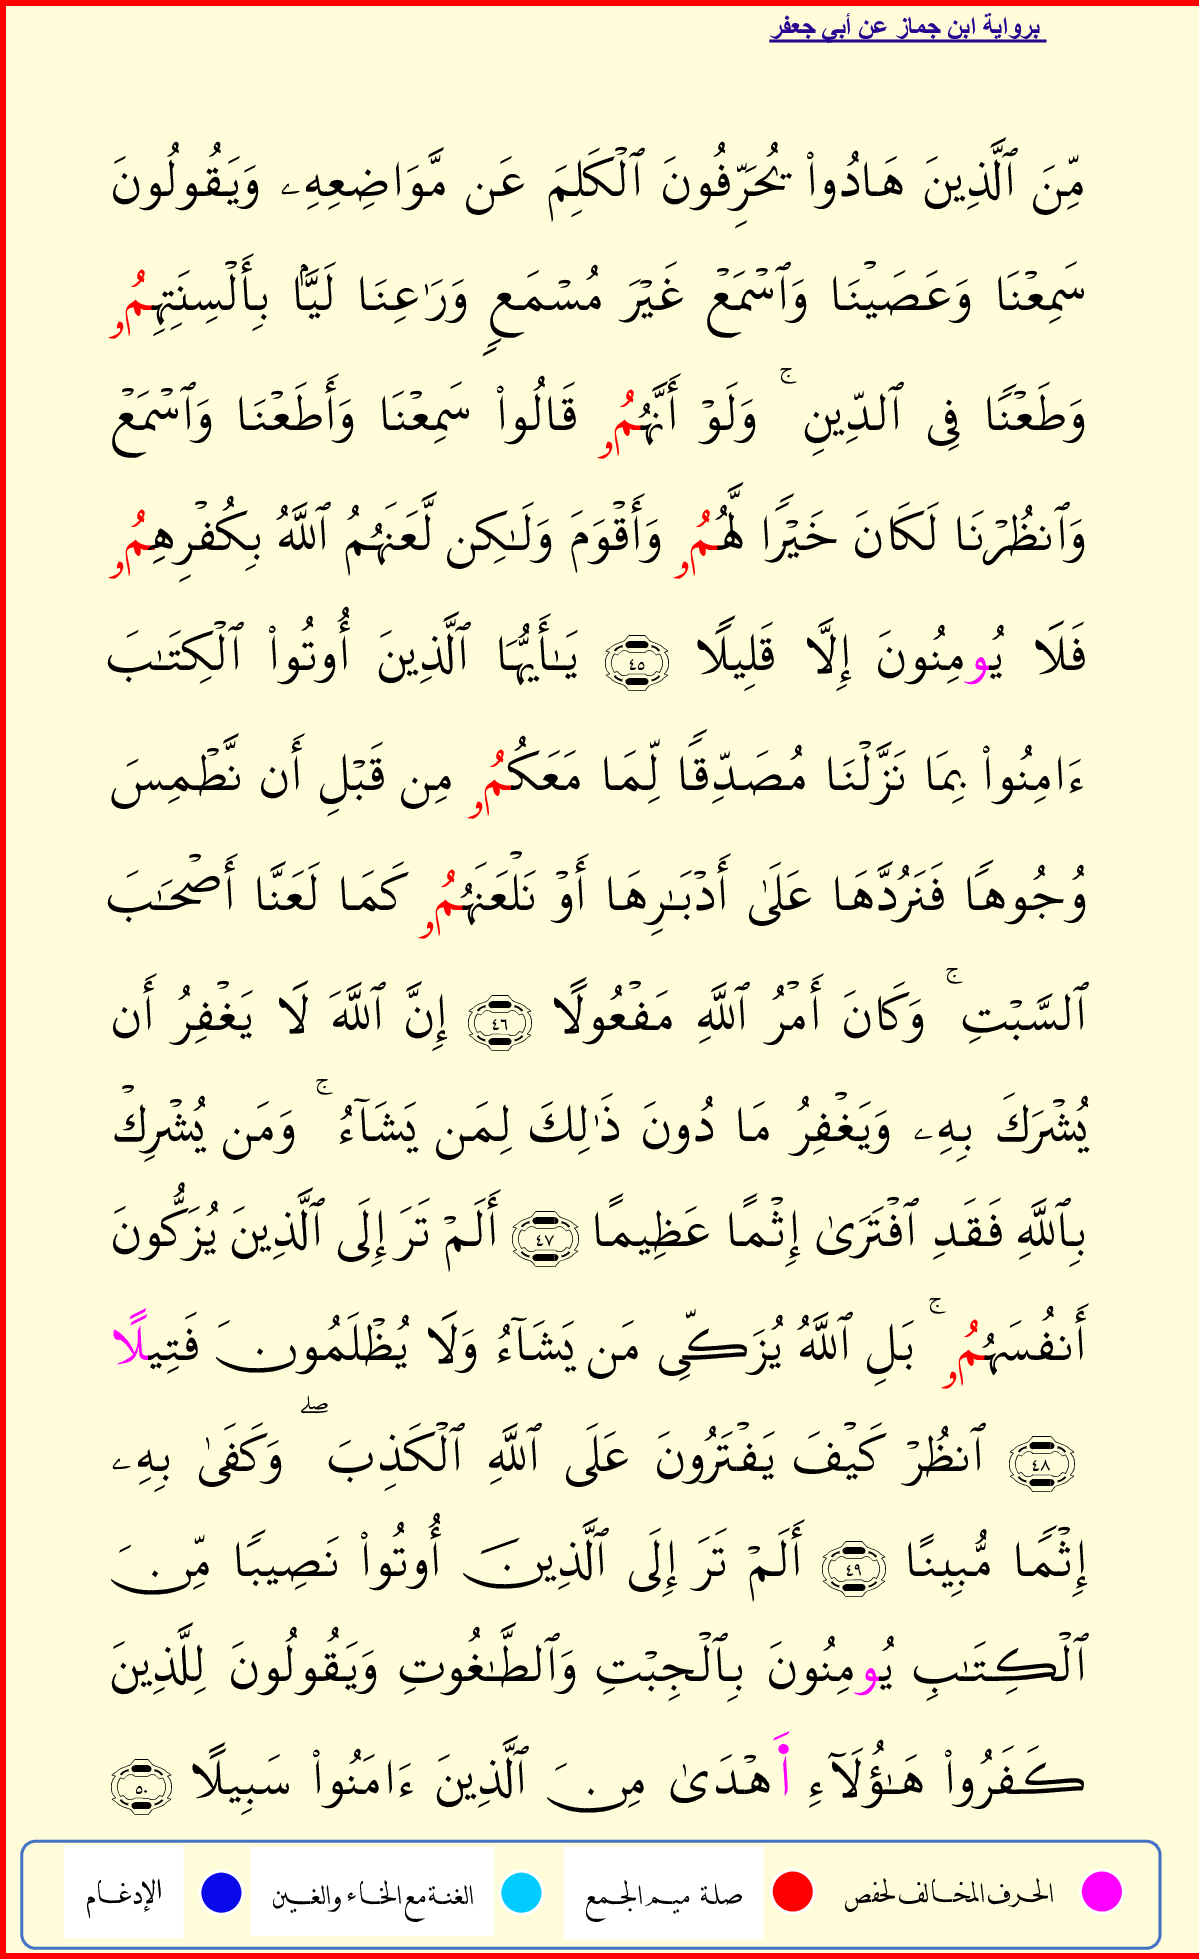 برواية ابن جماز عن أبي جعفر
مِّنَ ٱلَّذِينَ هَادُواْ يُحَرِّفُونَ ٱلْكَلِمَ عَن مَّوَاضِعِهِۦ وَيَقُولُونَ
سَمِعْنَا وَعَصَيْنَا وَٱسْمَعْ غَيْرَ مُسْمَعٍ وَرَٰعِنَا لَيَّۢا بِأَلْسِنَتِهِمُۥ
وَطَعْنًا فِى ٱلدِّينِ ۚ وَلَوْ أَنَّهُمُۥ قَالُواْ سَمِعْنَا وَأَطَعْنَا وَٱسْمَعْ
وَٱنظُرْنَا لَكَانَ خَيْرًا لَّهُمُۥ وَأَقْوَمَ وَلَـٰكِن لَّعَنَهُمُ ٱللَّهُ بِكُفْرِهِمُۥ
فَلَا يُومِنُونَ إِلَّا قَلِيلًا ٤٥ يَـٰٓأَيُّهَا ٱلَّذِينَ أُوتُواْ ٱلْكِتَـٰبَ
ءَامِنُواْ بِمَا نَزَّلْنَا مُصَدِّقًا لِّمَا مَعَكُمُۥ مِن قَبْلِ أَن نَّطْمِسَ
وُجُوهًا فَنَرُدَّهَا عَلَىٰ أَدْبَـٰرِهَا أَوْ نَلْعَنَهُمُۥ كَمَا لَعَنَّا أَصْحَـٰبَ
ٱلسَّبْتِ ۚ وَكَانَ أَمْرُ ٱللَّهِ مَفْعُولًا ٤٦ إِنَّ ٱللَّهَ لَا يَغْفِرُ أَن
يُشْرَكَ بِهِۦ وَيَغْفِرُ مَا دُونَ ذَٰلِكَ لِمَن يَشَآءُ ۚ وَمَن يُشْرِكْ
بِٱللَّهِ فَقَدِ ٱفْتَرَىٰ إِثْمًا عَظِيمًا ٤٧ أَلَمْ تَرَ إِلَى ٱلَّذِينَ يُزَكُّونَ
أَنفُسَهُمُۥ ۚ بَلِ ٱللَّهُ يُزَكِّى مَن يَشَآءُ وَلَا يُظْلَمُونَ فَتِيلًا
٤٨ ٱنظُرْ كَيْفَ يَفْتَرُونَ عَلَى ٱللَّهِ ٱلْكَذِبَ ۖ وَكَفَىٰ بِهِۦ
إِثْمًا مُّبِينًا ٤٩ أَلَمْ تَرَ إِلَى ٱلَّذِينَ أُوتُواْ نَصِيبًا مِّنَ
ٱلْكِتَـٰبِ يُومِنُونَ بِٱلْجِبْتِ وَٱلطَّـٰغُوتِ وَيَقُولُونَ لِلَّذِينَ
كَفَرُواْ هَـٰٓؤُلَآءِ أَهْدَىٰ مِنَ ٱلَّذِينَ ءَامَنُواْ سَبِيلًا ٥٠
الحرف المخالف لحفص صلة ميم الجمع الغنة مع الخاء والغين الإدغام